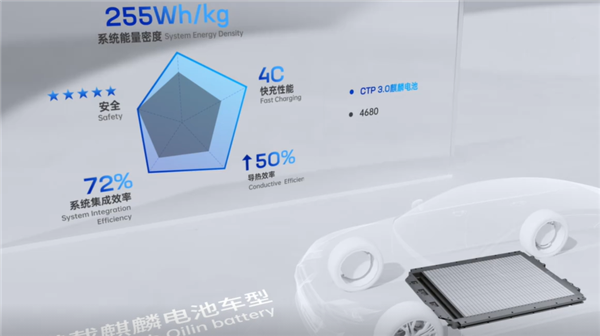 255Wh/kg
系统能量密度 System Energy Density
★★★★★
安全
Safety
4C
快充性能
Fast Charging
CTP 3.0麒麟电池
4680
72%
系统集成效率
System Integration
Efficiency
↑50%
导热效率
Conductive Efficier
载麒麟电池车型
Qilin battery